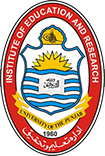 INSTITUTE OF EDUCATION AND RESEARCH
UNIVERSITY OF THE PUNJAB
1960
ادارہ تعلیم و تحقیق